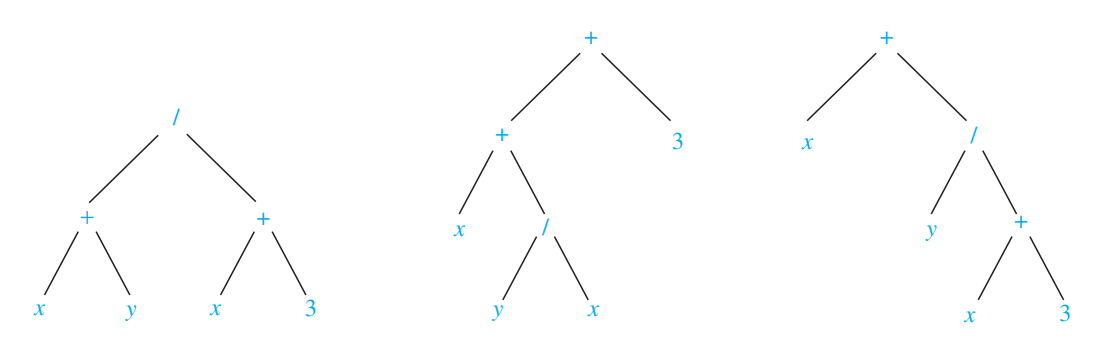 /
+ +
x y x 3
+
+ 3
x /
y x
+
x /
y +
x 3